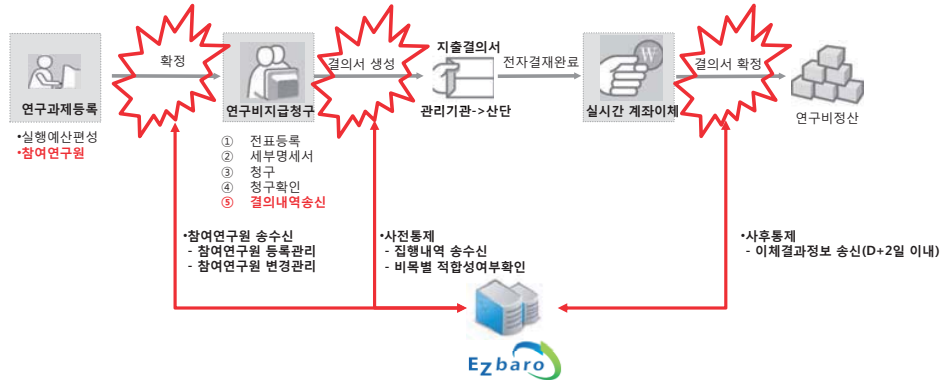 확정
결의서 생성
지출결의서
전자결재완료
결의서 확정
W
연구과제등록
연구비지급청구
관리기관->산단
실시간 계좌이체
연구비정산
•실행예산편성
•참여연구원
① 전표등록
② 세부명세서
③ 청구
④ 청구확인
⑤ 결의내역송신
•참여연구원 송수신
- 참여연구원 등록관리
- 참여연구원 변경관리
•사전통제
- 집행내역 송수신
- 비목별 적합성여부확인
•사후통제
- 이체결과정보 송신(D+2일 이내)
Ezbaro